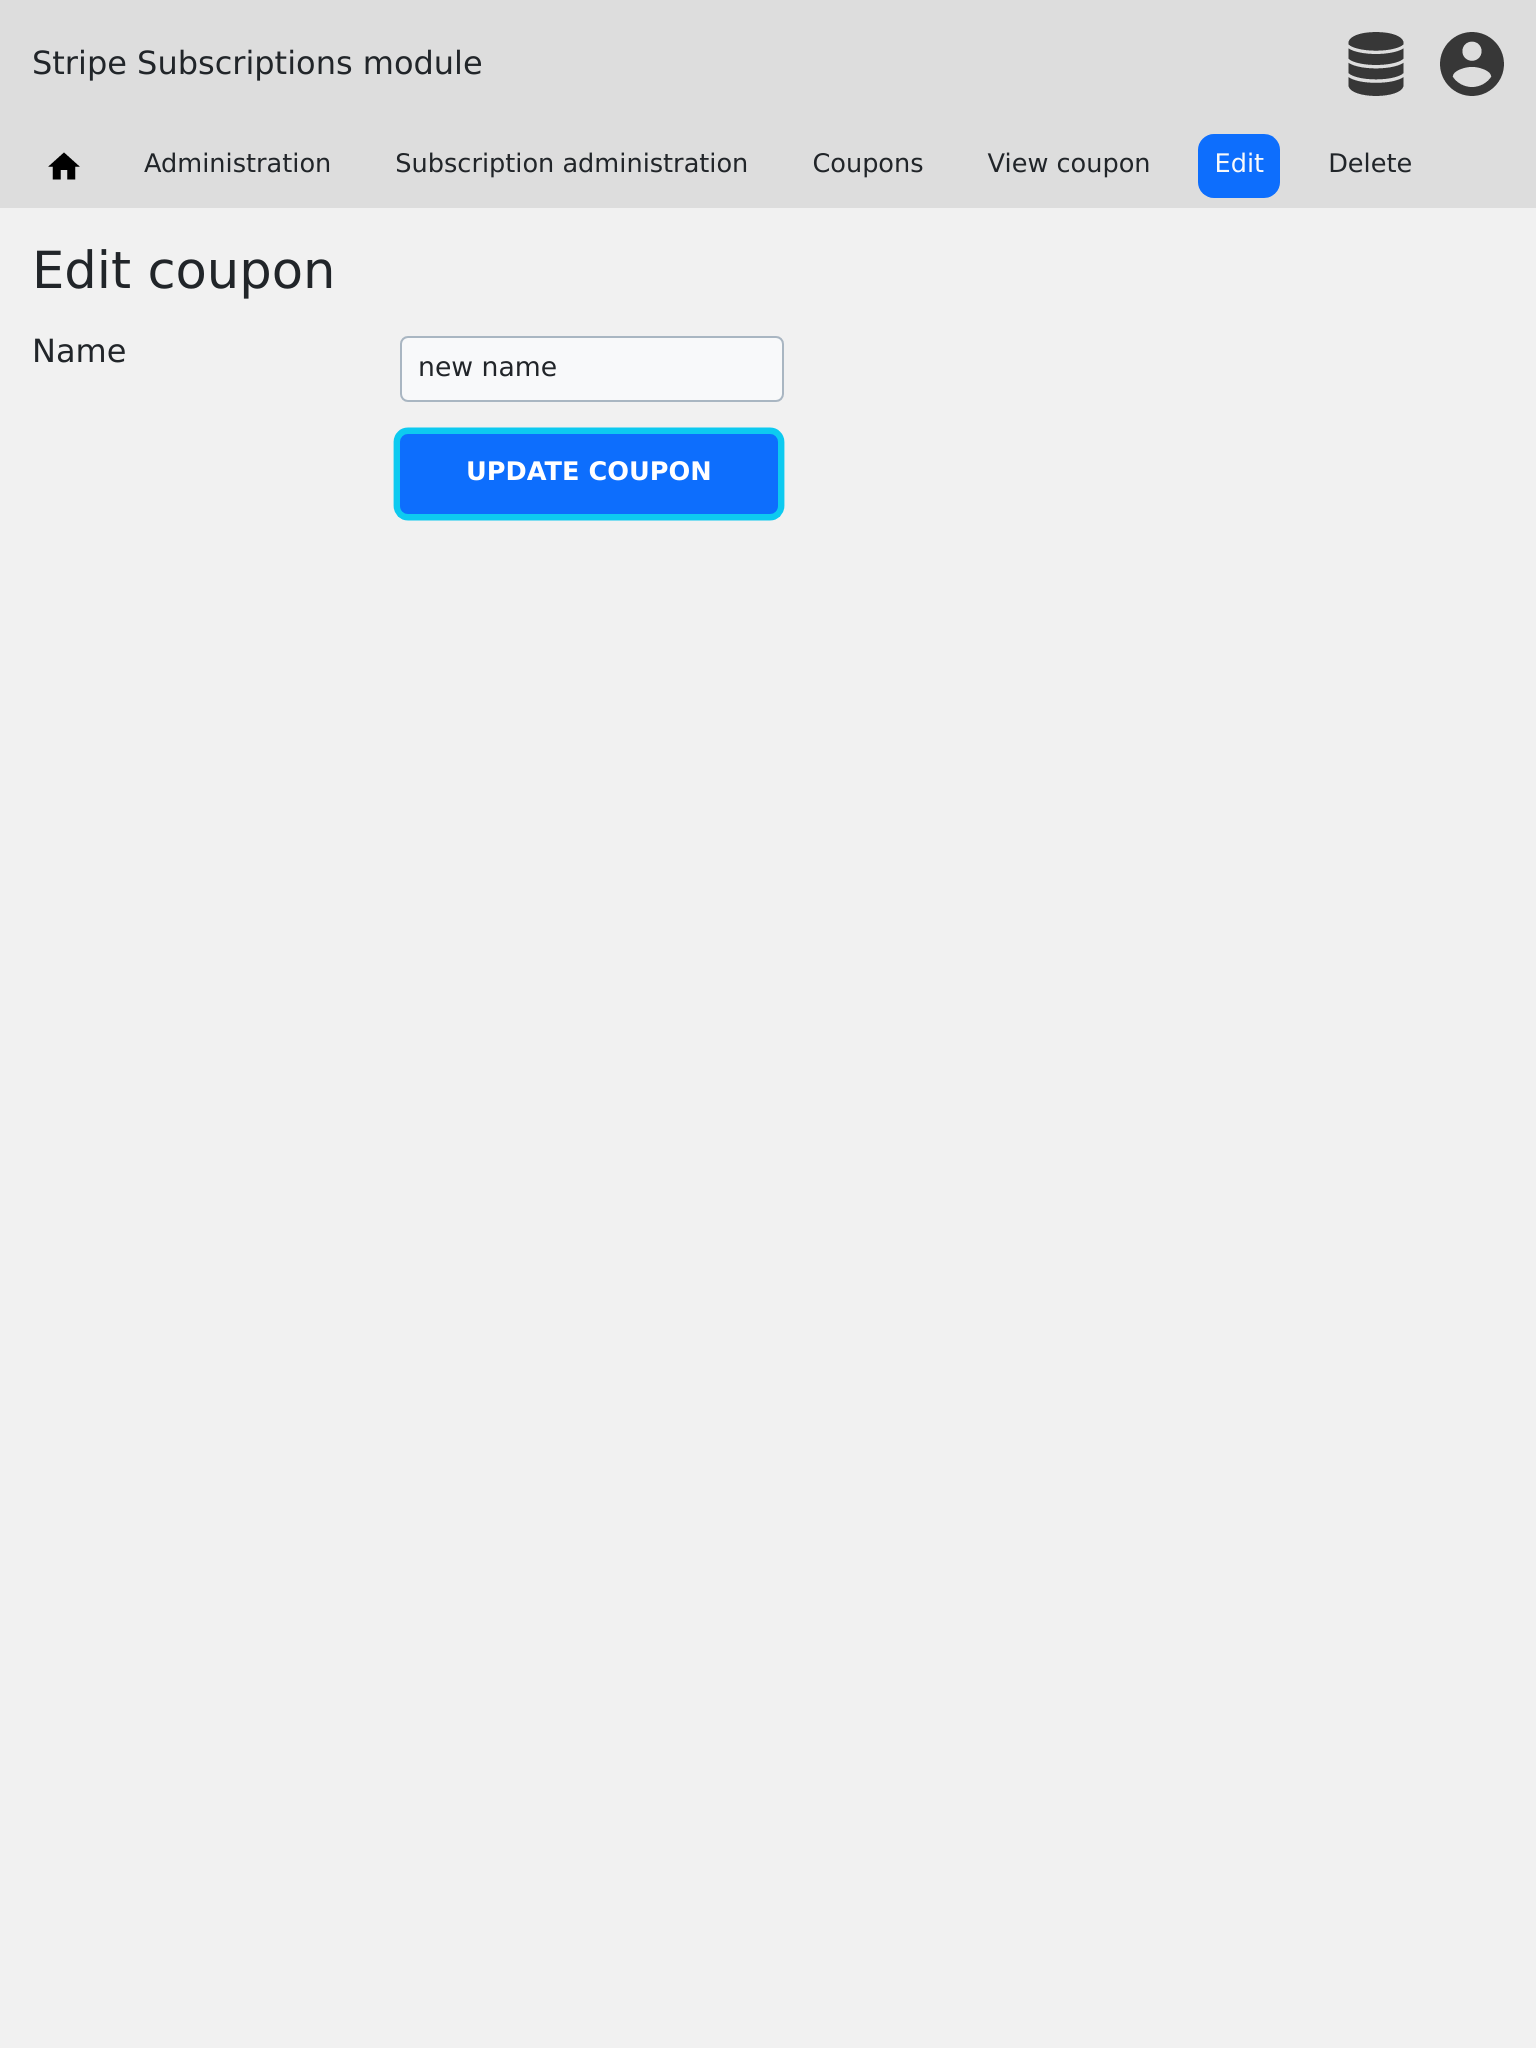 Stripe Subscriptions module
Administration Subscription administration Coupons View coupon Edit Delete
Edit coupon
Name
new name
UPDATE COUPON